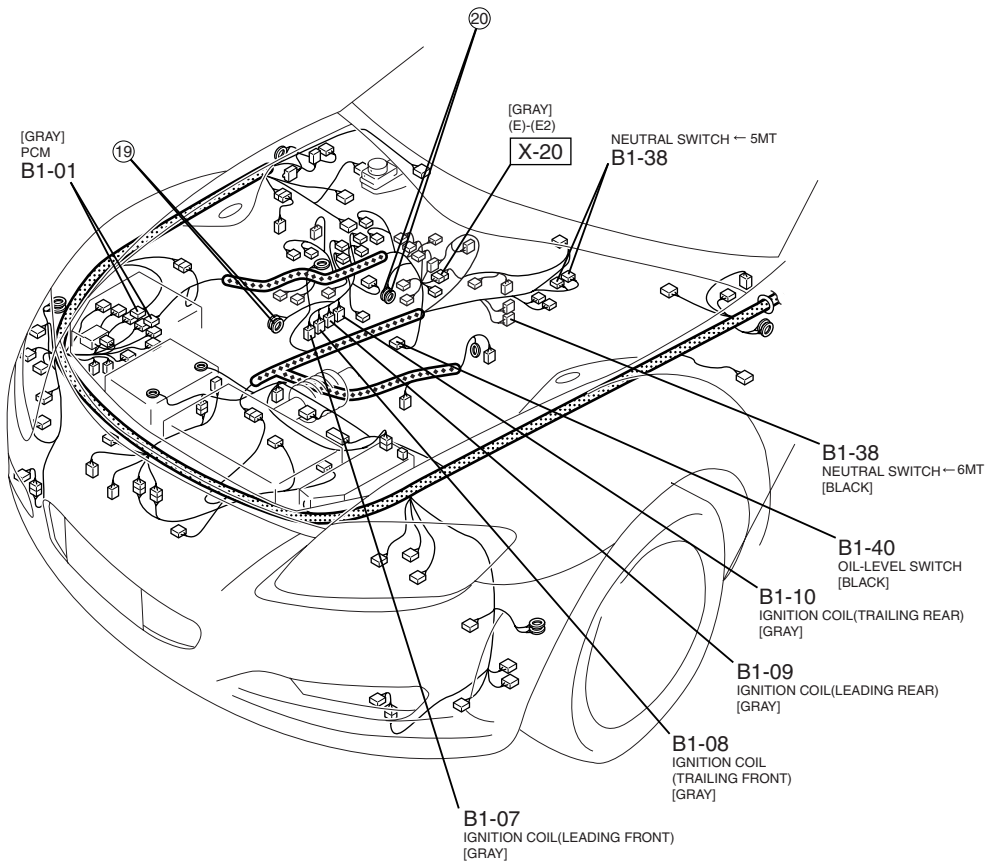 20
[GRAY]
(E)-(E2)
X-20
NEUTRAL SWITCH ← 5MT
B1-38
[GRAY]
PCM
B1-01
19
B1-38
NEUTRAL SWITCH ← 6MT
[BLACK]
B1-40
OIL-LEVEL SWITCH
[BLACK]
B1-10
IGNITION COIL(TRAILING REAR)
[GRAY]
B1-09
IGNITION COIL(LEADING REAR)
[GRAY]
B1-08
IGNITION COIL
(TRAILING FRONT)
[GRAY]
B1-07
IGNITION COIL(LEADING FRONT)
[GRAY]